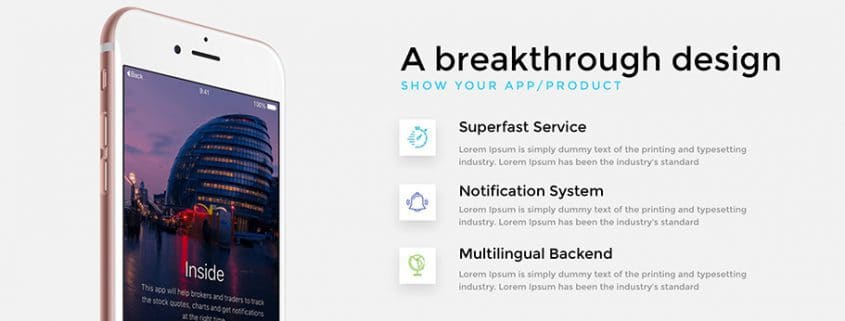 Back
9:41
100%
Inside
This app will help brokers and traders to track
the stock quotes, charts and get notifications
at the right time
A breakthrough design
SHOW YOUR APP/PRODUCT
Superfast Service
Lorem Ipsum is simply dummy text of the printing and typesetting
industry. Lorem Ipsum has been the industry's standard
Notification System
Lorem Ipsum is simply dummy text of the printing and typesetting
industry. Lorem Ipsum has been the industry's standard
Multilingual Backend
Lorem Ipsum is simply dummy text of the printing and typesetting
industry. Lorem Ipsum has been the industry's standard